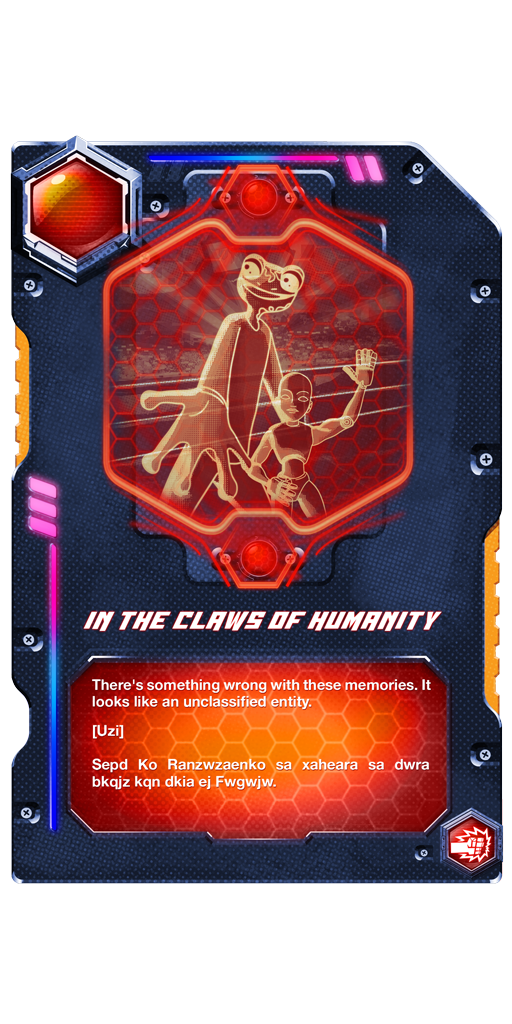 IN THE CLAWS OF HUMANITY
There's something wrong with these memories. It
looks like an unclassified entity.
[Uzi]
Sepd Ko Ranzwzaenko sa xaheara sa dwra
bkqjz kqn dkia ej Fwgwjw.